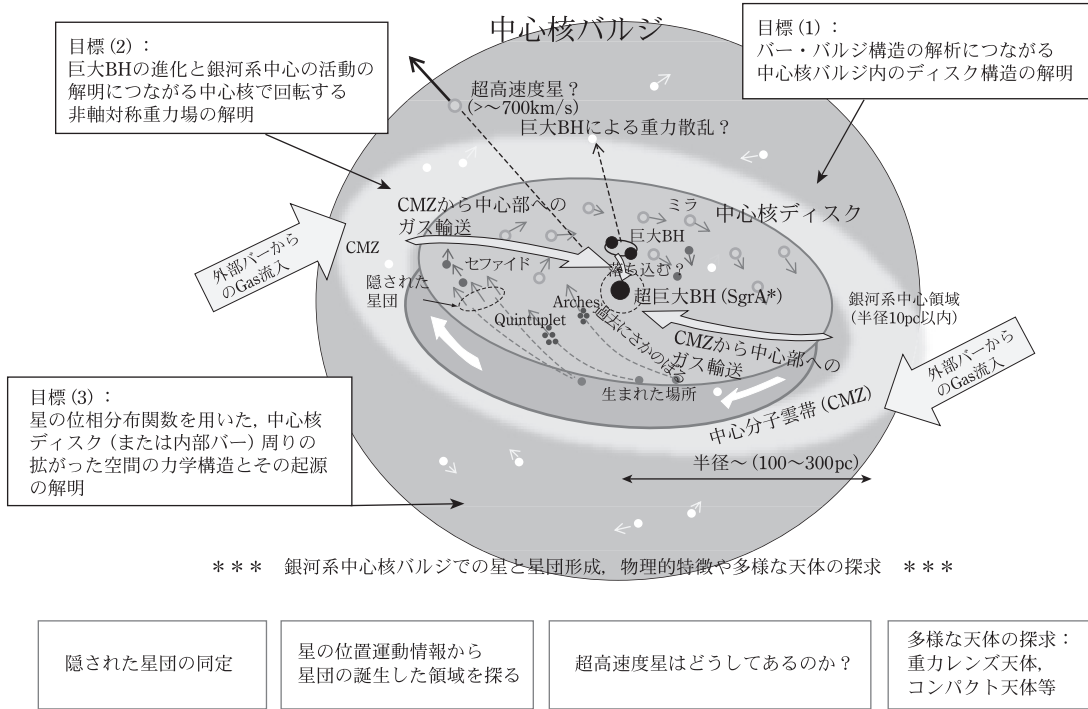 中心核バルジ
目標 (2)：
巨大BHの進化と銀河系中心の活動の
解明につながる中心核で回転する
非軸対称重力場の解明
目標 (1)：
バー・バルジ構造の解析につながる
中心核バルジ内のディスク構造の解明
超高速度星？
(>～700km/s)
巨大BHによる重力散乱？
CMZから中心部への
ガス輸送
ミラ
中心核ディスク
外部バーから
のGas流入
CMZ
巨大BH
セファイド
落ち込む？
隠された
星団
超巨大BH (SgrA*)
Arches
Quintuplet
過去にさかのぼる
銀河系中心領域
(半径10pc以内)
CMZから中心部への
ガス輸送
外部バーから
のGas流入
生まれた場所
中心分子雲帯 (CMZ)
目標 (3)：
星の位相分布関数を用いた, 中心核
ディスク (または内部バー) 周りの
拡がった空間の力学構造とその起源
の解明
半径～ (100～300pc)
＊＊＊ 銀河系中心核バルジでの星と星団形成, 物理的特徴や多様な天体の探求 ＊＊＊
隠された星団の同定
星の位置運動情報から
星団の誕生した領域を探る
超高速度星はどうしてあるのか？
多様な天体の探求：
重力レンズ天体,
コンパクト天体等